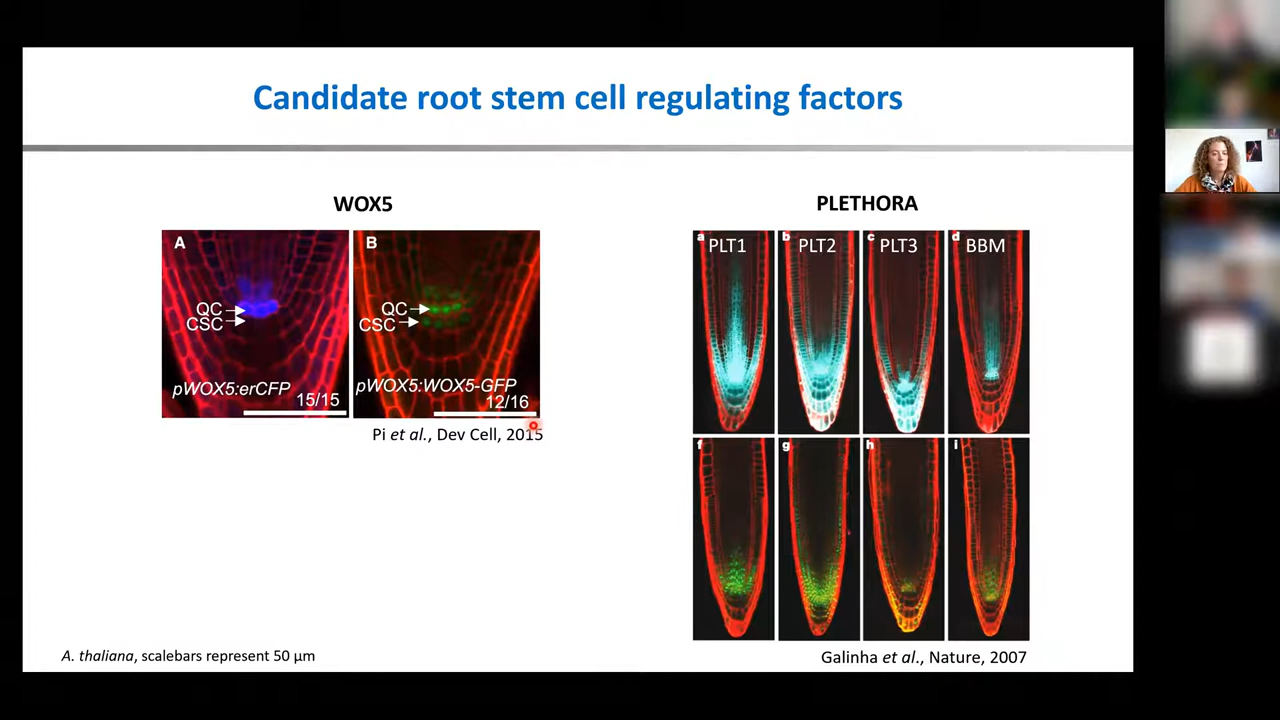 Candidate root stem cell regulating factors
WOX5
PLETHORA
A
B
QC
CSC
QC
CSC
pWOX5:erCFP
15/15
pWOX5:WOX5-GFP
12/16
Pi et al., Dev Cell, 2015
a
PLT1
b
PLT2
c
PLT3
d
BBM
f
g
h
i
A. thaliana, scalebars represent 50 µm
Galinha et al., Nature, 2007